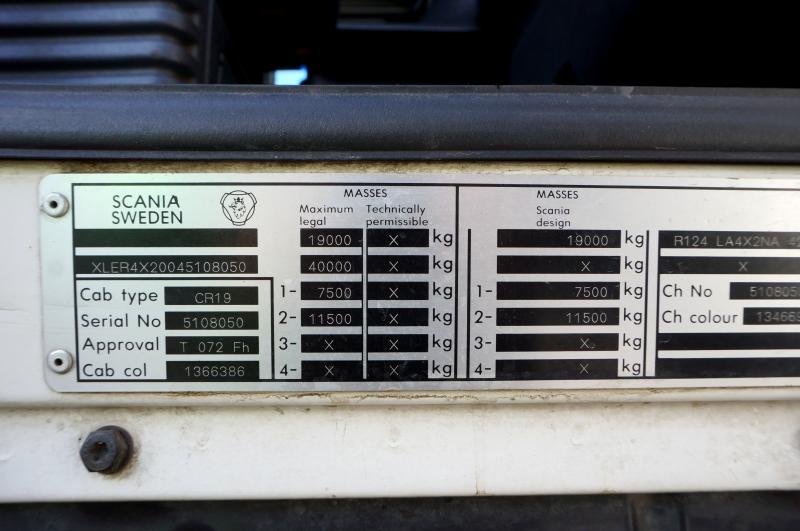 SCANIA
SWEDEN
XLER4X20045108050
Cab type CR19
Serial No 5108050
Approval T 072 Fh
Cab col 1366386
MASSES
Maximum legal Technically permissible
19000 X kg
40000 X kg
1- 7500 X kg
2- 11500 X kg
3- X X kg
4- X X kg
MASSES
Scania design
19000 kg
X kg
1- 7500 kg
2- 11500 kg
3- X kg
4- X kg
R124 LA4X2NA
X
Ch No 510805
Ch colour 13466